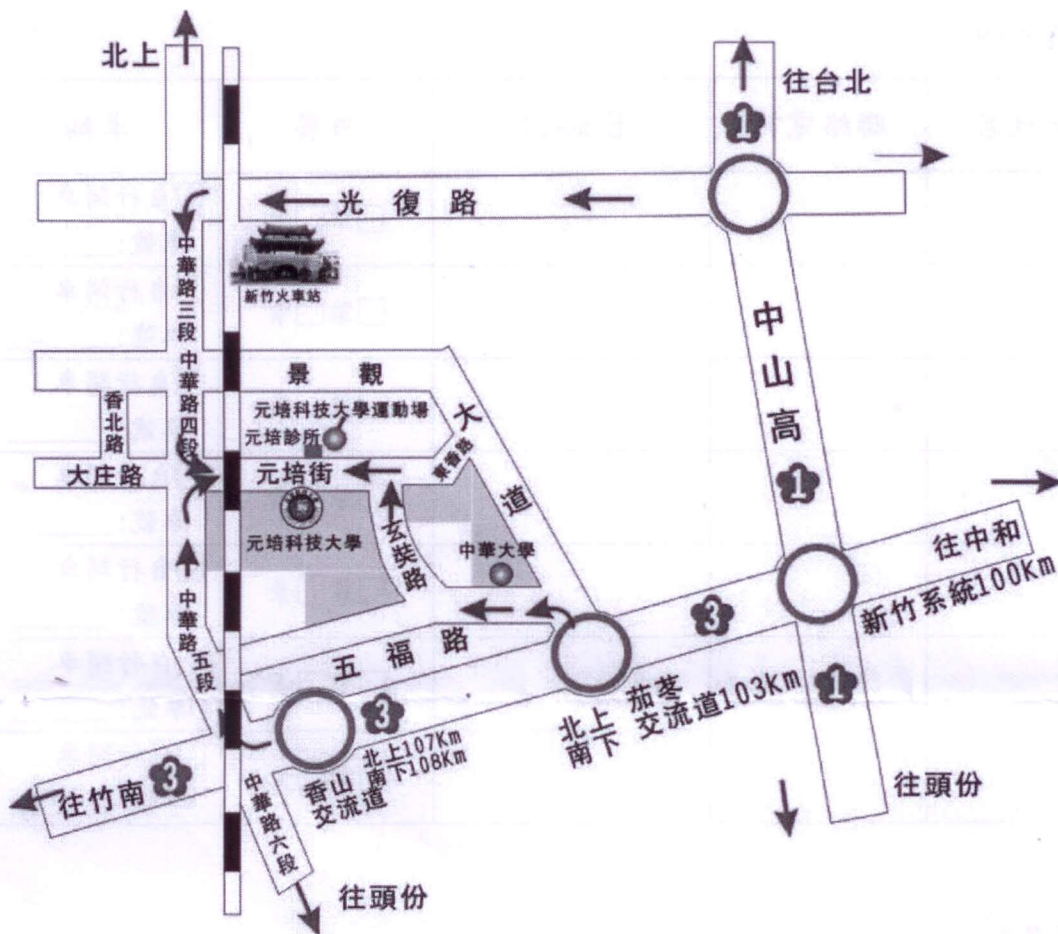 北上
往台北
1
光復路
中華路三段
新竹火車站
中山高
中華路四段
景觀
大
道
香北路
元培科技大學運動場
元培診所
東香路
大庄路
元培街
1
元培科技大學
玄奘路
中華大學
往中和
中華路
五段
五福路
3
新竹系統100Km
3
北上
南下
茄苳
交流道103Km
1
香山
交流道
北上107Km
南下108Km
往竹南
3
中華路六段
往頭份
往頭份